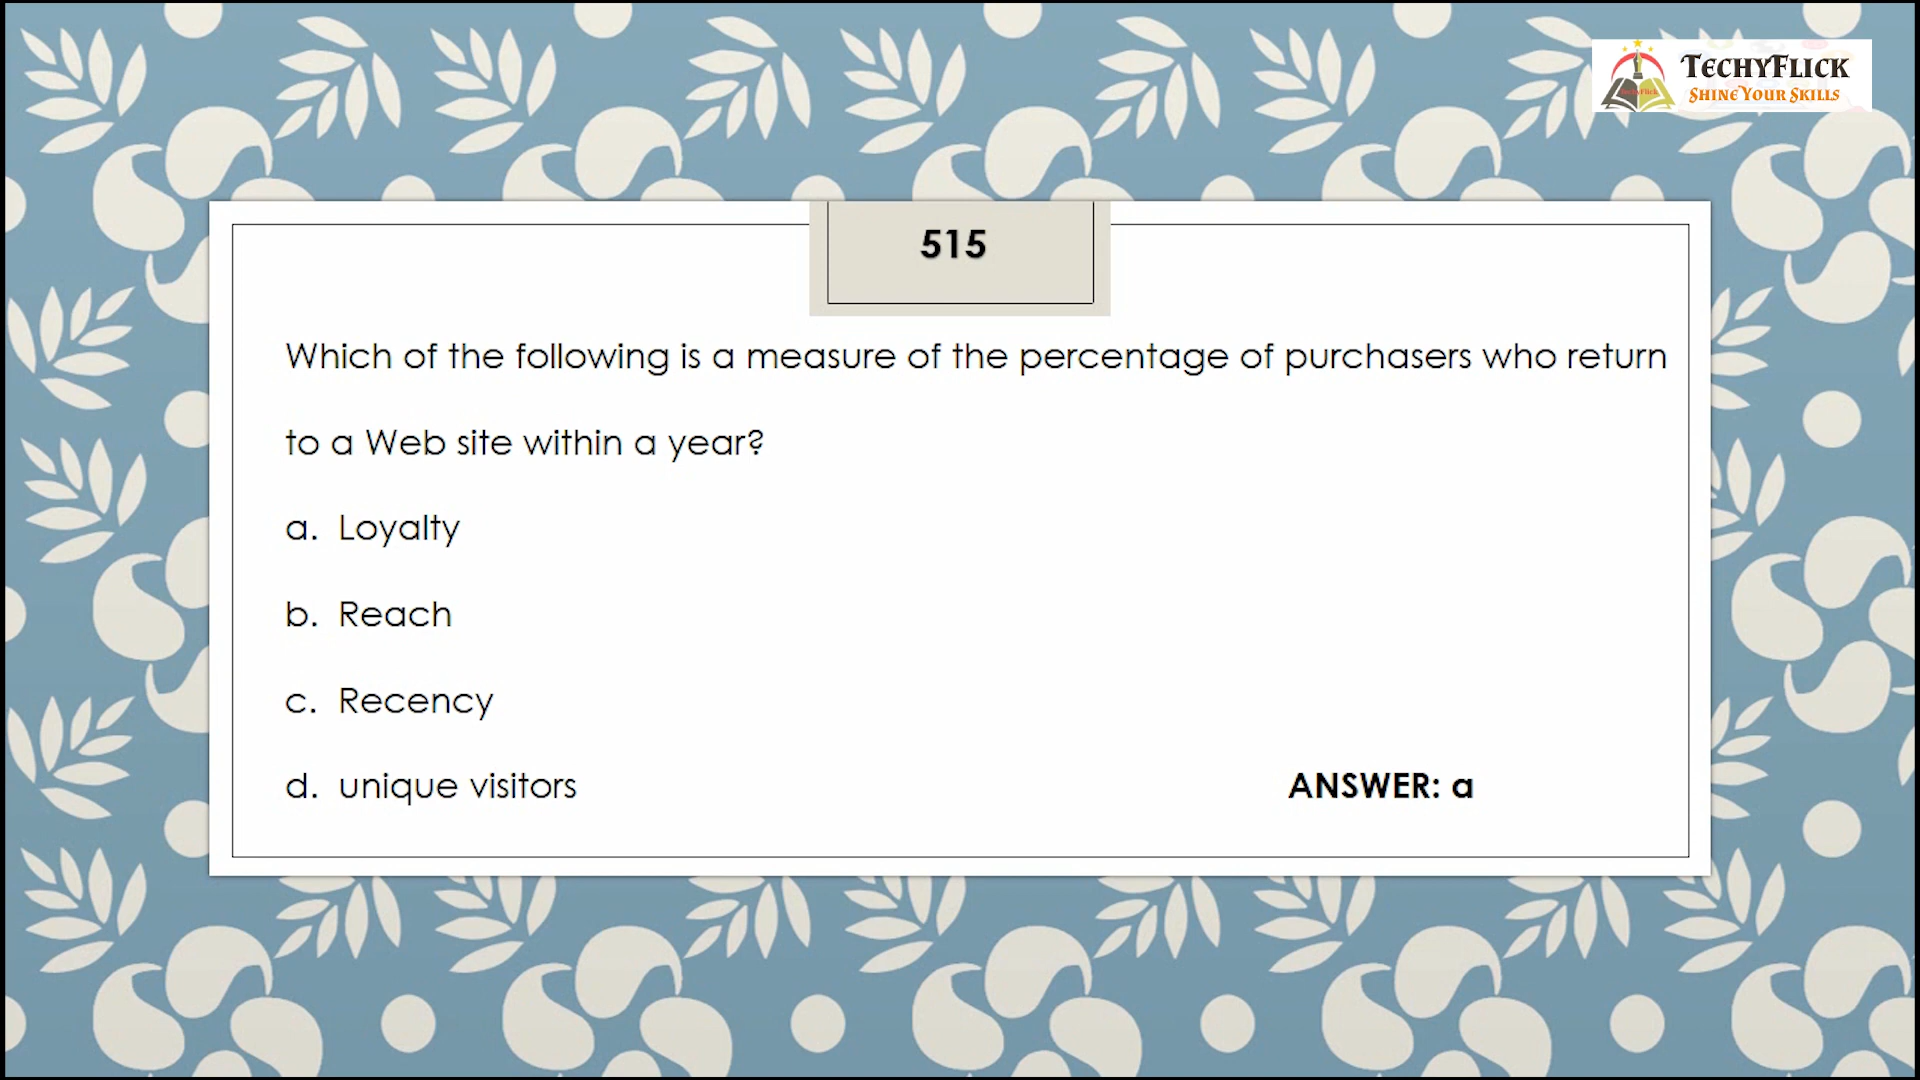 TECHYFLICK
SHINE YOUR SKILLS
515
Which of the following is a measure of the percentage of purchasers who return
to a Web site within a year?
a. Loyalty
b. Reach
c. Recency
d. unique visitors
ANSWER: a